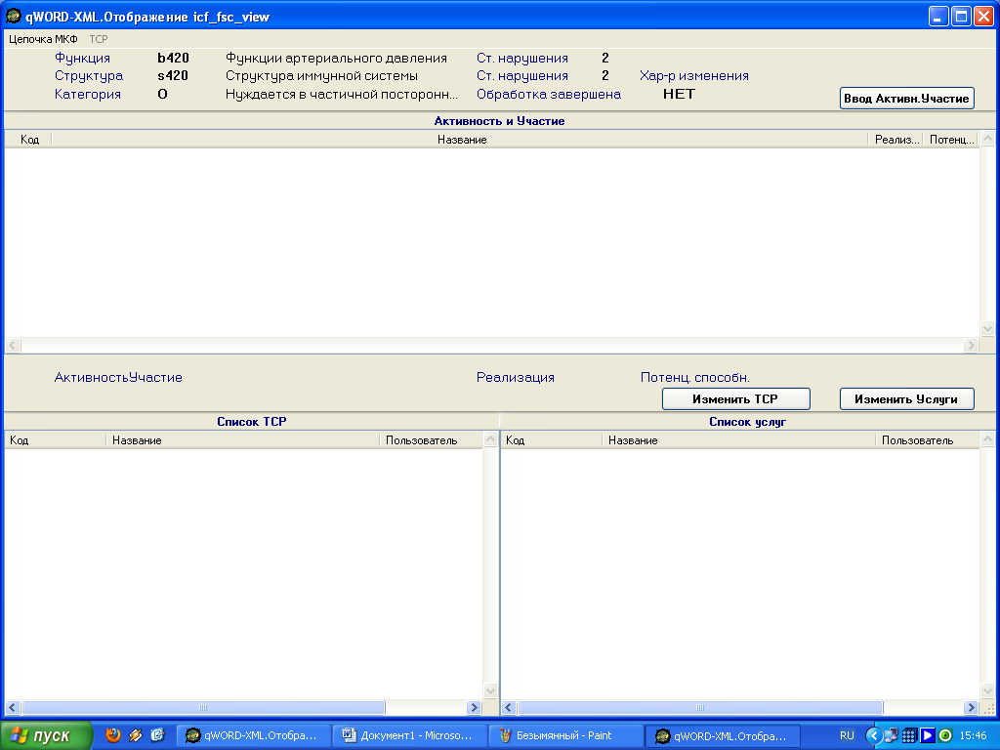 qWORD-XML.Отображение icf_fsc_view
Цепочка МКФ ТСР
Функция b420 Функции артериального давления Ст. нарушения 2
Структура s420 Структура иммунной системы Ст. нарушения 2 Хар-р изменения
Категория О Нуждается в частичной посторонн... Обработка завершена НЕТ
Ввод Активн.Участие
Активность и Участие
Код Название Реализ... Потенц...
АктивностьУчастие Реализация Потенц. способн.
Изменить ТСР Изменить Услуги
Список ТСР Список услуг
Код Название Пользователь Код Название Пользователь
пуск qWORD-XML.Отобра... Документ1 - Microso... Безымянный - Paint qWORD-XML.Отобра... RU 15:46